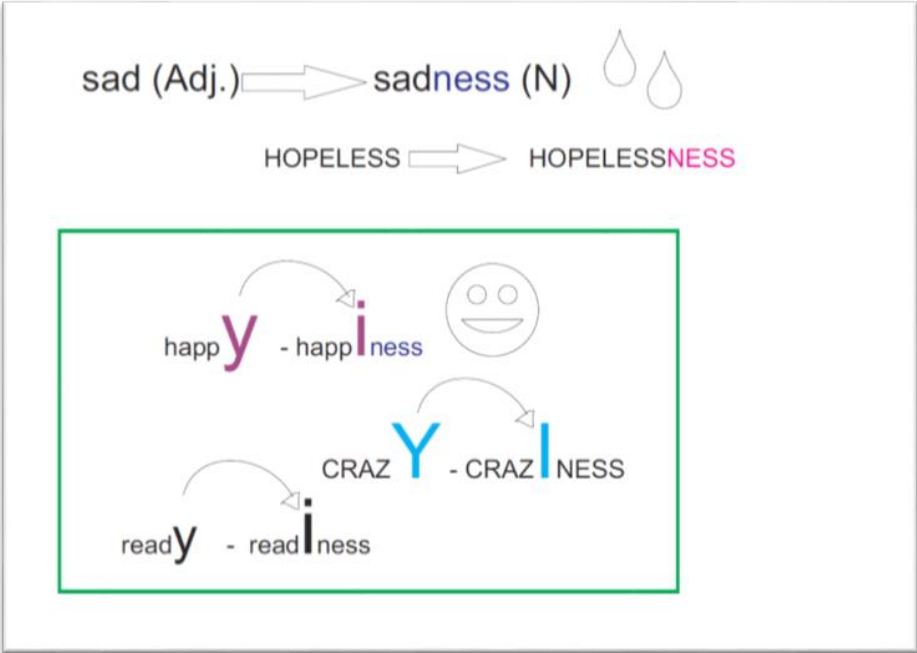 sad (Adj.) sadness (N)
HOPELESS HOPELESSNESS
happy - happiness
CRAZY - CRAZINESS
ready - readiness